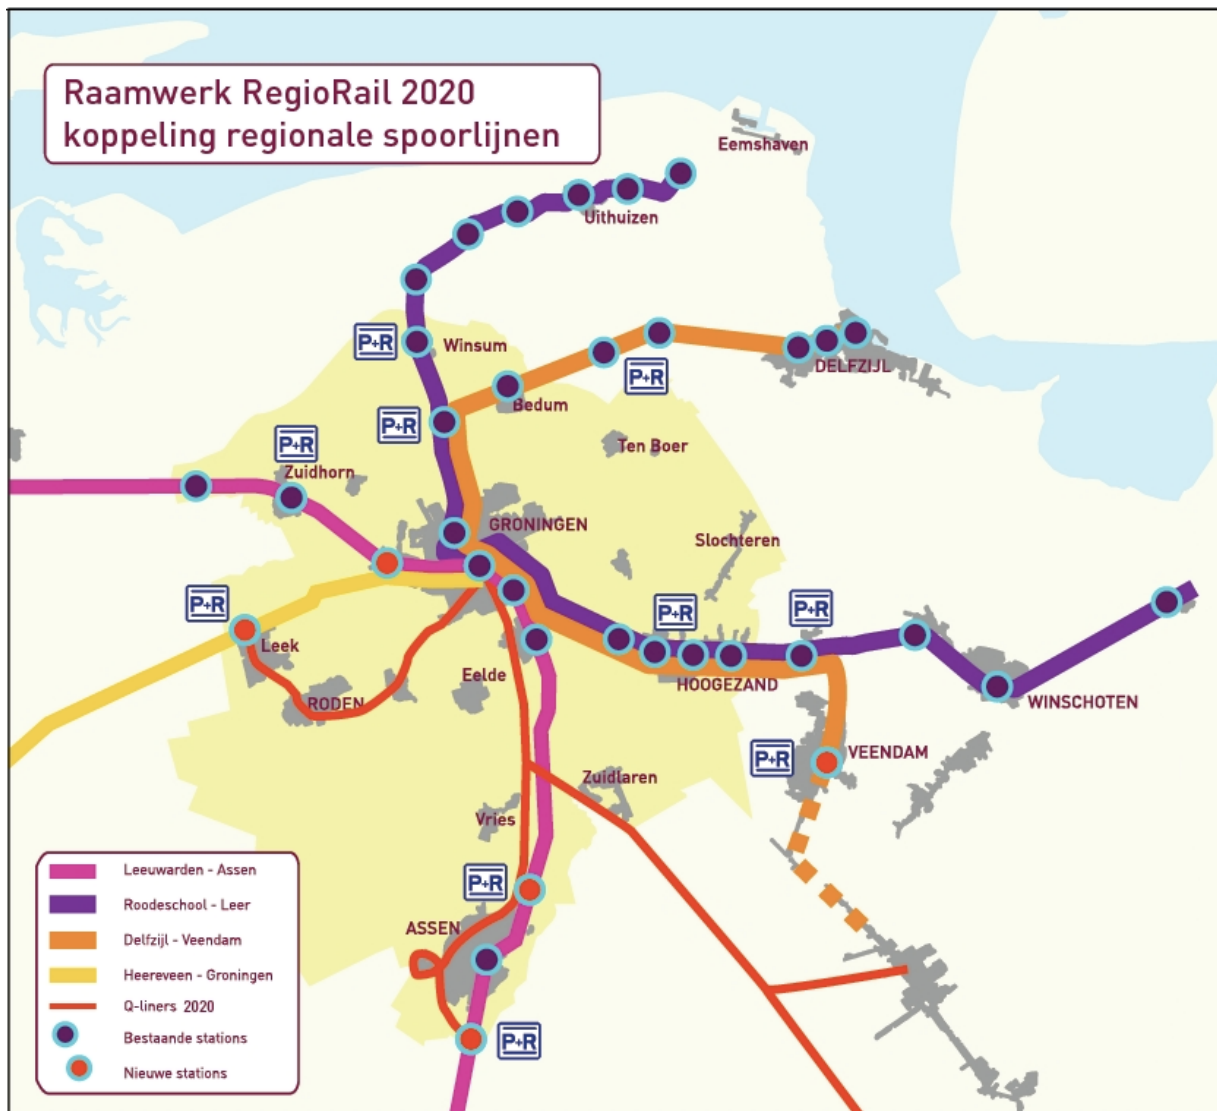 Raamwerk RegioRail 2020
koppeling regionale spoorlijnen
Eemshaven
Uithuizen
P+R
Winsum
DELFZIJL
P+R
Bedum
P+R
P+R
Ten Boer
Zuidhorn
GRONINGEN
Slochteren
P+R
P+R
P+R
Leek
Eelde
HOOGEZAND
RODEN
WINSCHOTEN
P+R
VEENDAM
Zuidlaren
Vries
P+R
ASSEN
P+R
Leeuwarden - Assen
Roodeschool - Leer
Delfzijl - Veendam
Heereveen - Groningen
Q-liners 2020
Bestaande stations
Nieuwe stations